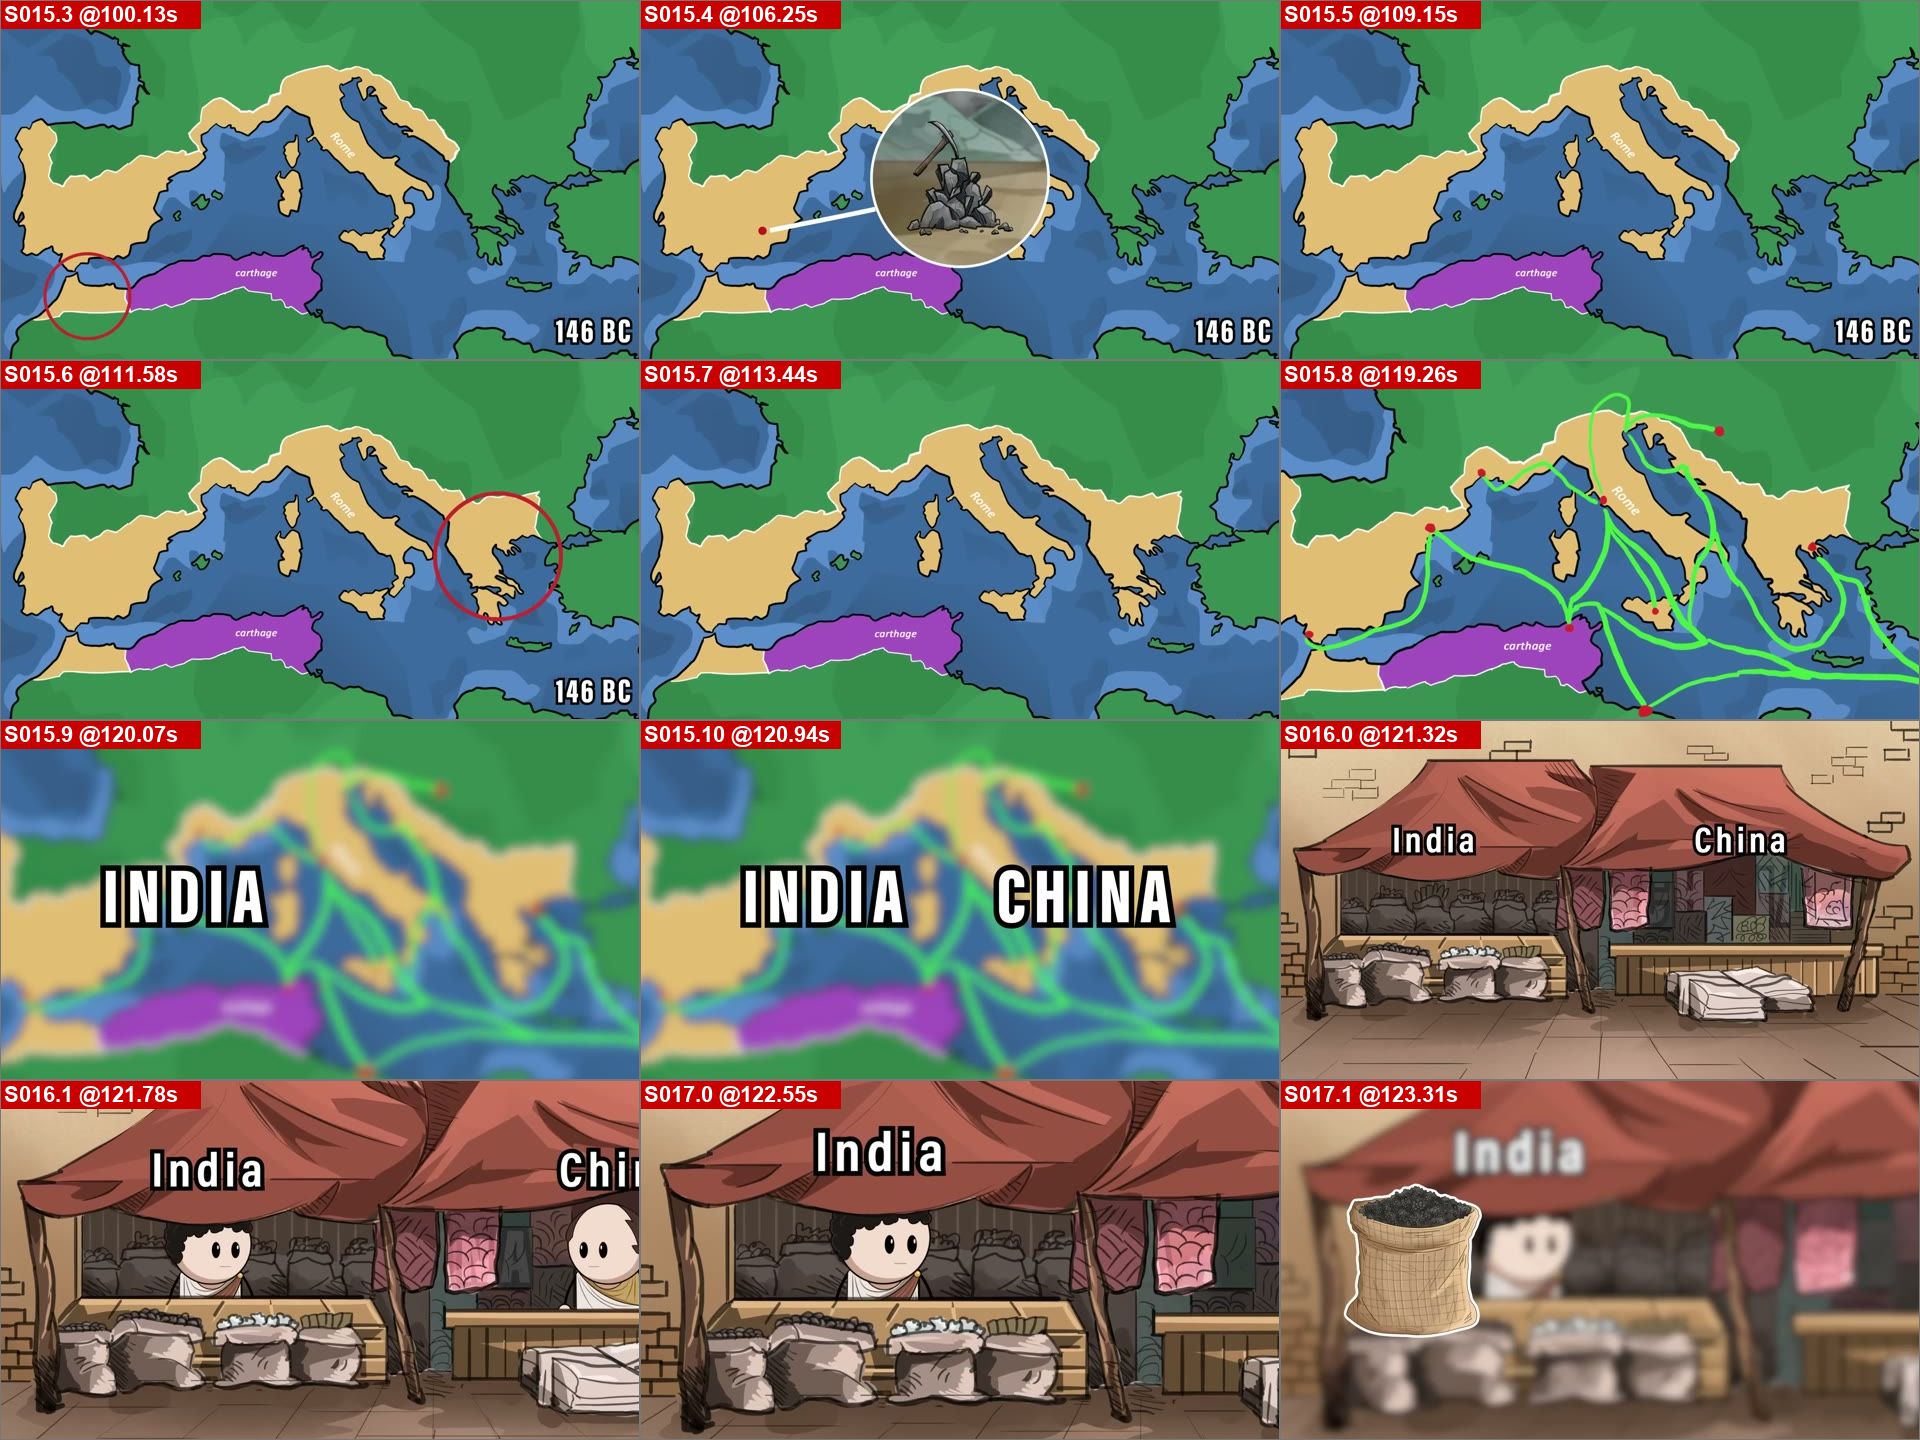 S015.3 @100.13s
Rome
carthage
146 BC
S015.4 @106.25s
carthage
146 BC
S015.5 @109.15s
Rome
carthage
146 BC
S015.6 @111.58s
Rome
carthage
146 BC
S015.7 @113.44s
Rome
carthage
S015.8 @119.26s
Rome
carthage
S015.9 @120.07s
INDIA
carthage
S015.10 @120.94s
INDIA CHINA
carthage
S016.0 @121.32s
India
China
S016.1 @121.78s
India
Chin
S017.0 @122.55s
India
S017.1 @123.31s
India